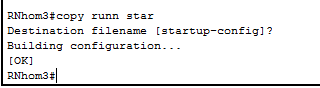 RNhom3#copy runn star
Destination filename [startup-config]?
Building configuration...
[OK]
RNhom3#